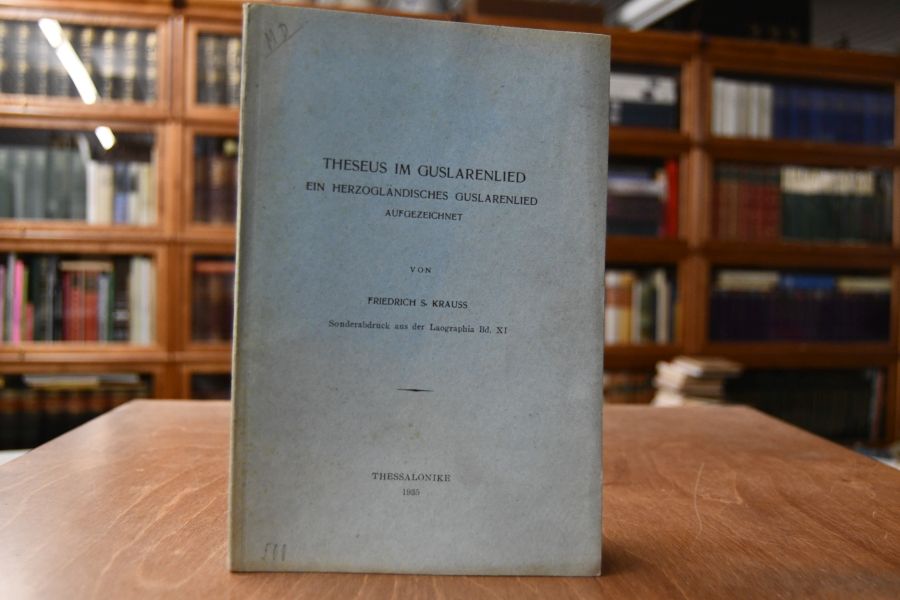 THESEUS IM GUSLARENLIED
EIN HERZOGLÄNDISCHES GUSLARENLIED
AUFGEZEICHNET
VON
FRIEDRICH S. KRAUSS
Sonderabdruck aus der Laographia Bd. XI
THESSALONIKE
1935